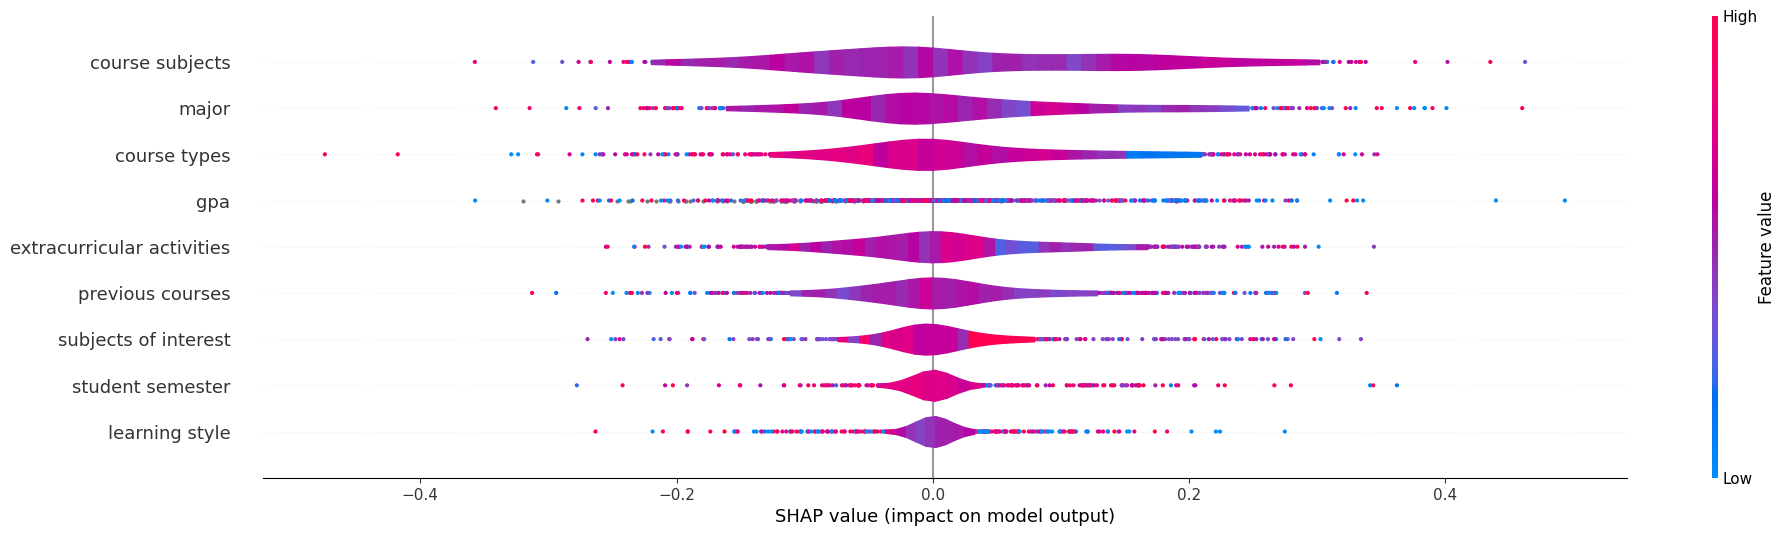 High
course subjects
major
course types
gpa
extracurricular activities
previous courses
subjects of interest
student semester
learning style
Feature value
Low
−0.4 −0.2 0.0 0.2 0.4
SHAP value (impact on model output)